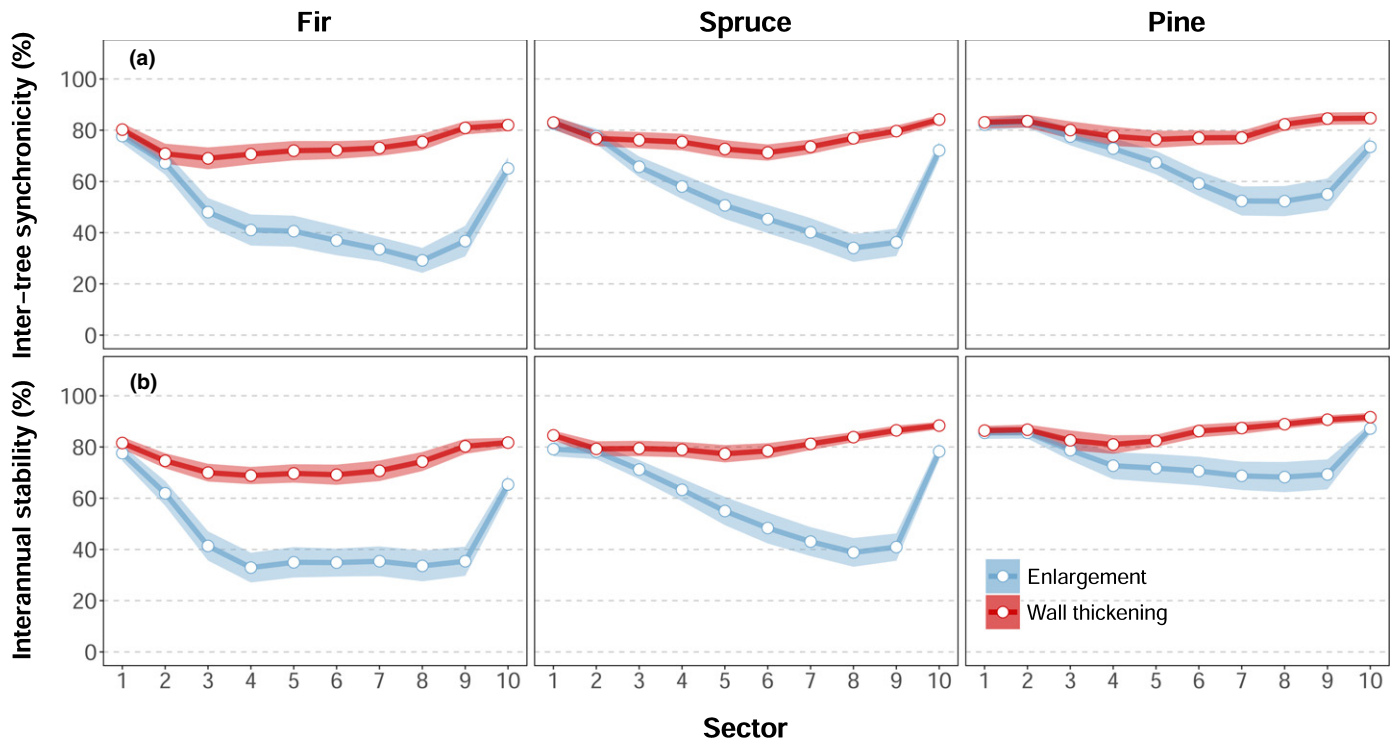 Fir Spruce Pine
(a)
Inter-tree synchronicity (%)
100
80
60
40
20
0
(b)
Interannual stability (%)
100
80
60
40
20
0
Enlargement
Wall thickening
1 2 3 4 5 6 7 8 9 10 1 2 3 4 5 6 7 8 9 10 1 2 3 4 5 6 7 8 9 10
Sector